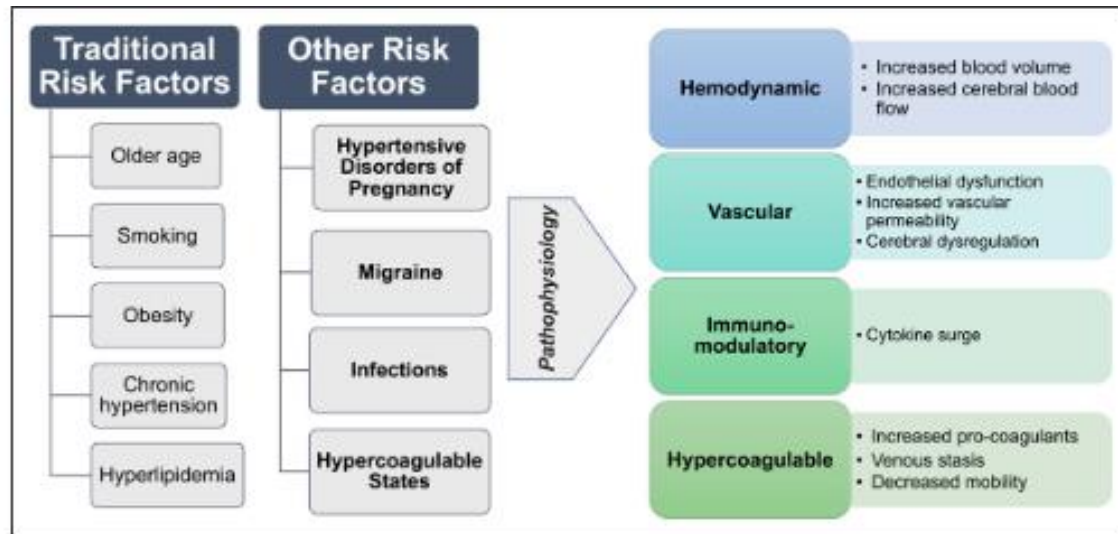 Traditional
Risk Factors
Older age
Smoking
Obesity
Chronic
hypertension
Hyperlipidemia
Other Risk
Factors
Hypertensive
Disorders of
Pregnancy
Migraine
Infections
Hypercoagulable
States
Pathophysiology
Hemodynamic
• Increased blood volume
• Increased cerebral blood
flow
Vascular
• Endothelial dysfunction
• Increased vascular
permeability
• Cerebral dysregulation
Immuno-
modulatory
• Cytokine surge
Hypercoagulable
• Increased pro-coagulants
• Venous stasis
• Decreased mobility